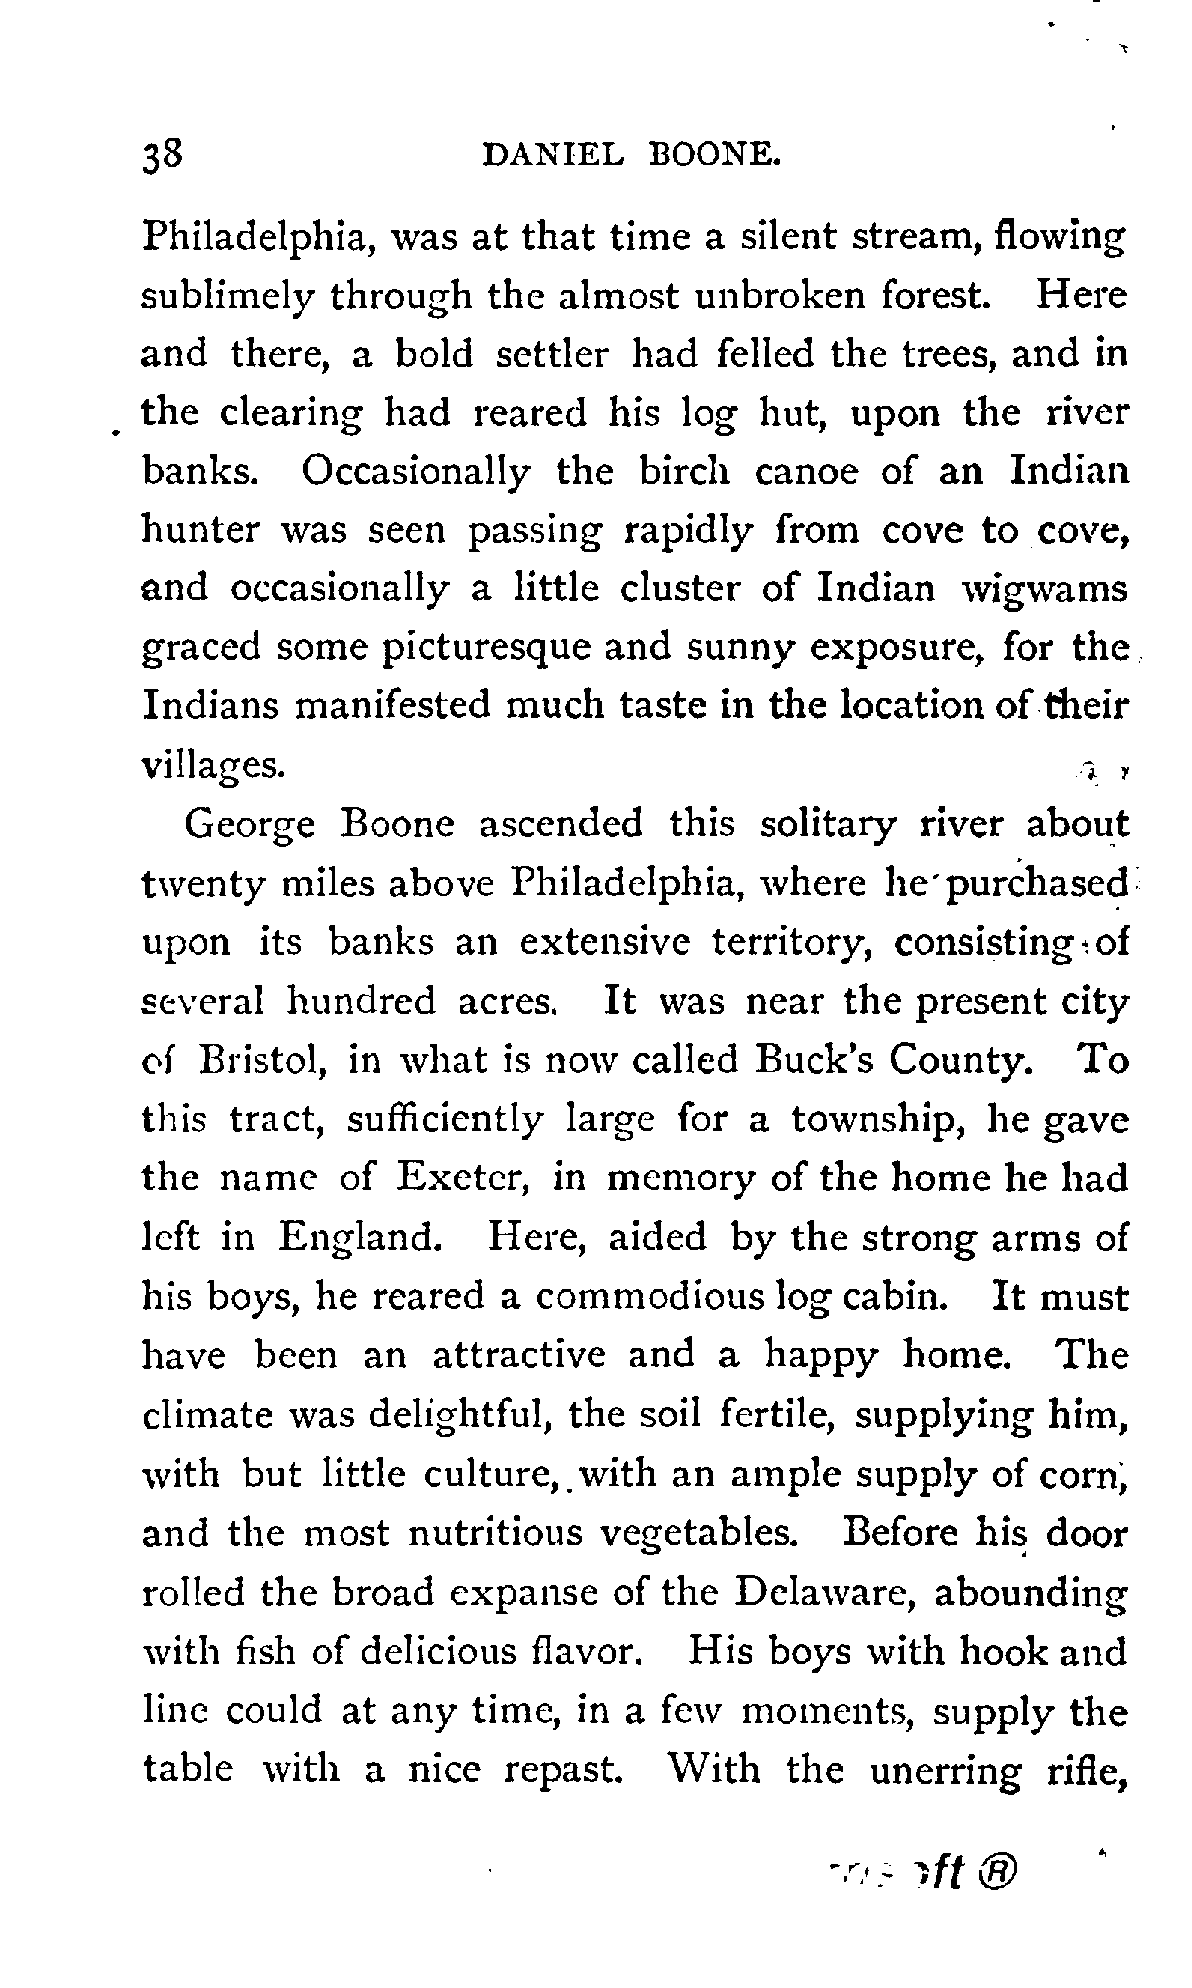 38 DANIEL BOONE.
Philadelphia, was at that time a silent stream, flowing
sublimely through the almost unbroken forest. Here
and there, a bold settler had felled the trees, and in
the clearing had reared his log hut, upon the river
banks. Occasionally the birch canoe of an Indian
hunter was seen passing rapidly from cove to cove,
and occasionally a little cluster of Indian wigwams
graced some picturesque and sunny exposure, for the
Indians manifested much taste in the location of their
villages.
George Boone ascended this solitary river about
twenty miles above Philadelphia, where he purchased
upon its banks an extensive territory, consisting of
several hundred acres. It was near the present city
of Bristol, in what is now called Buck's County. To
this tract, sufficiently large for a township, he gave
the name of Exeter, in memory of the home he had
left in England. Here, aided by the strong arms of
his boys, he reared a commodious log cabin. It must
have been an attractive and a happy home. The
climate was delightful, the soil fertile, supplying him,
with but little culture, with an ample supply of corn,
and the most nutritious vegetables. Before his door
rolled the broad expanse of the Delaware, abounding
with fish of delicious flavor. His boys with hook and
line could at any time, in a few moments, supply the
table with a nice repast. With the unerring rifle,
®